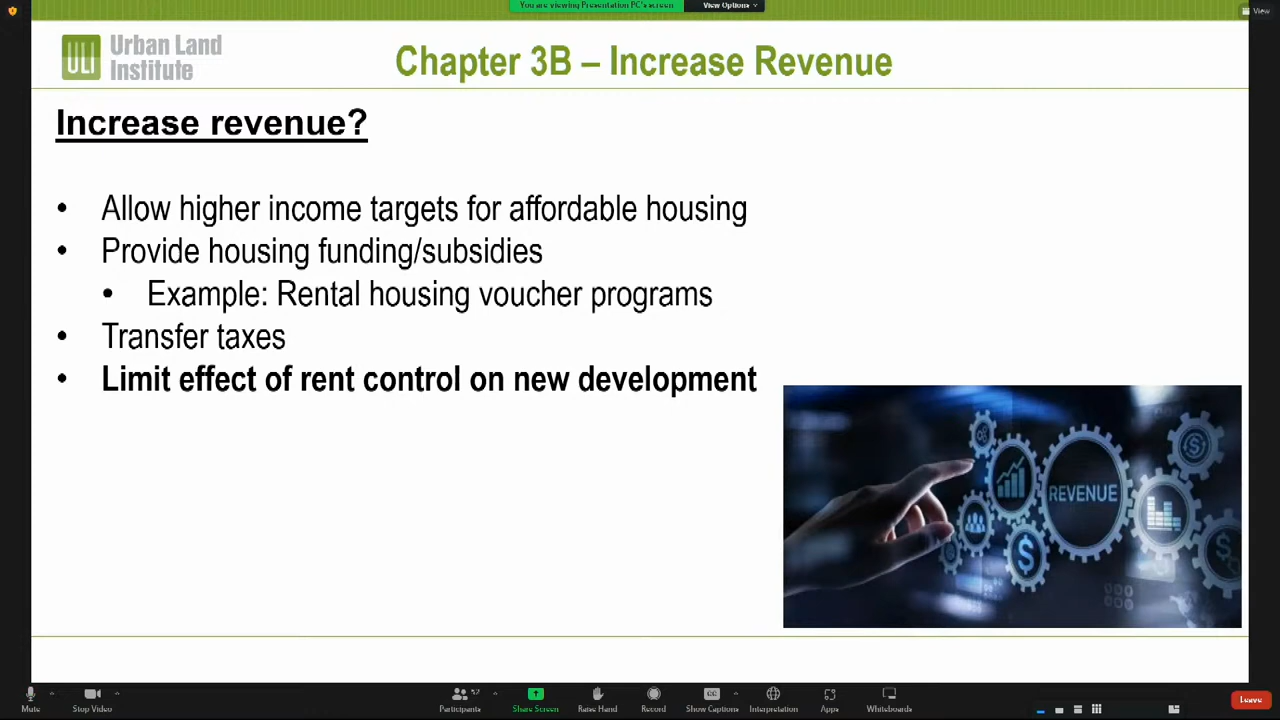 You are viewing Presentation PC's screen
View Options
View
ULI Urban Land Institute
Chapter 3B – Increase Revenue
Increase revenue?
• Allow higher income targets for affordable housing
• Provide housing funding/subsidies
• Example: Rental housing voucher programs
• Transfer taxes
• Limit effect of rent control on new development
REVENUE
Mute
Stop Video
Participants
Share Screen
Raise Hand
Record
Show Captions
Interpretation
Apps
Whiteboards
Leave